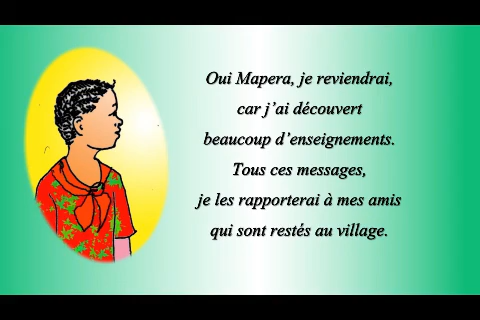 Oui Mapera, je reviendrai,
car j'ai découvert
beaucoup d'enseignements.
Tous ces messages,
je les rapporterai à mes amis
qui sont restés au village.